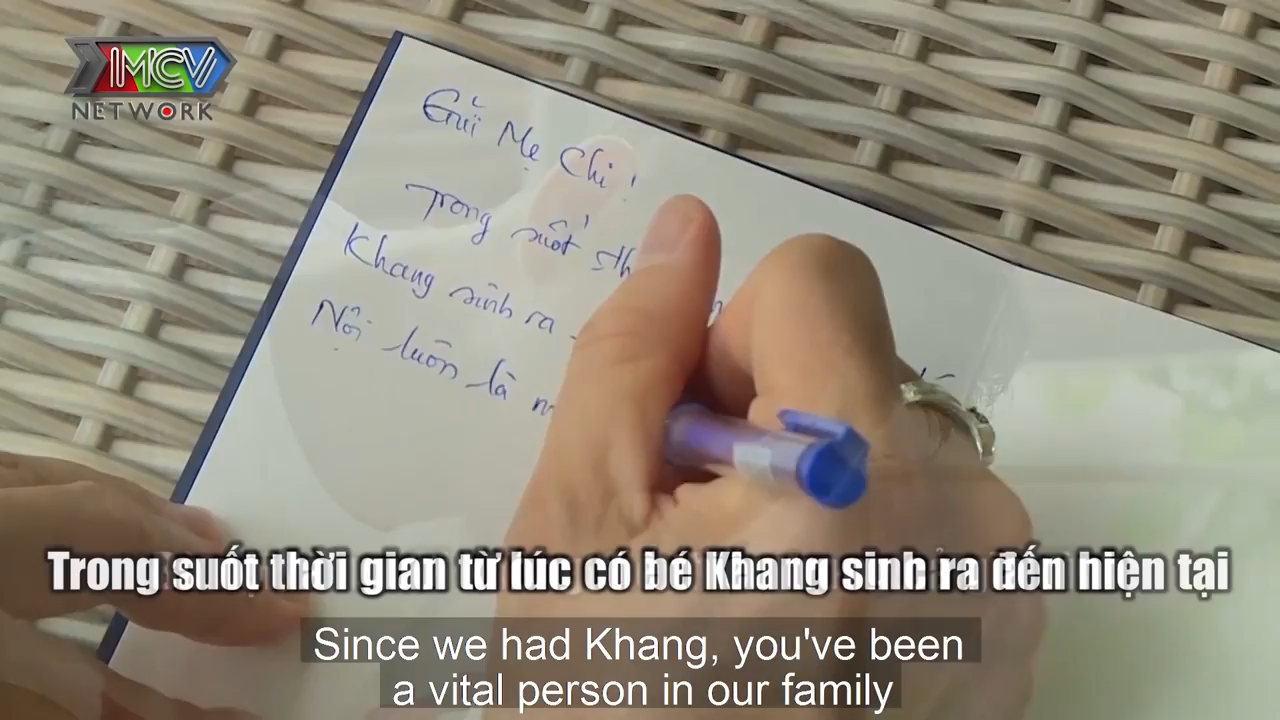 MCV
NETWORK
Gửi Mẹ Chi!
Trong suốt th
Khang sinh ra
Nội luôn là
Trong suốt thời gian từ lúc có bé Khang sinh ra đến hiện tại
Since we had Khang, you've been
a vital person in our family